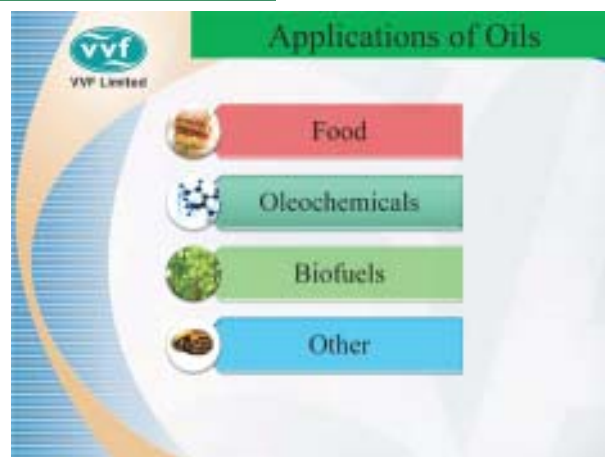 Applications of Oils
vvf
VVF Limited
Food
Oleochemicals
Biofuels
Other